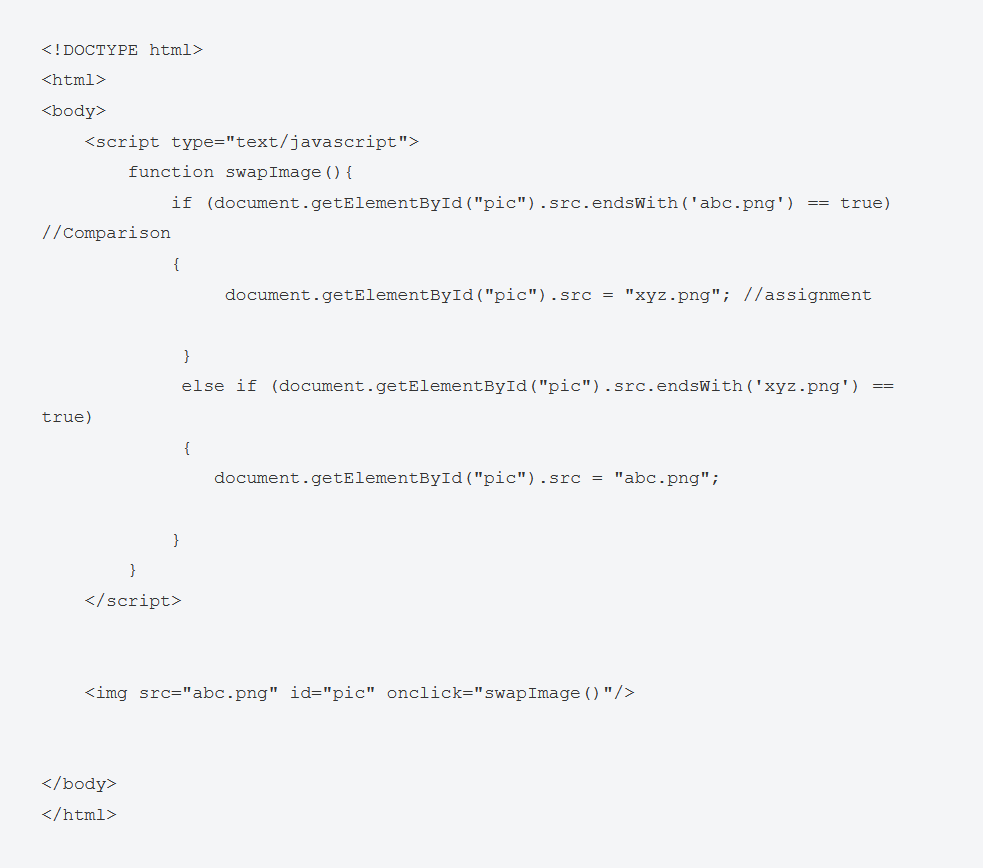 <!DOCTYPE html>
<html>
<body>
    <script type="text/javascript">
        function swapImage(){
            if (document.getElementById("pic").src.endsWith('abc.png') == true)
//Comparison
            {
                 document.getElementById("pic").src = "xyz.png"; //assignment
             }
             else if (document.getElementById("pic").src.endsWith('xyz.png') ==
true)
             {
                document.getElementById("pic").src = "abc.png";
            }
        }
    </script>
    <img src="abc.png" id="pic" onclick="swapImage()"/>
</body>
</html>